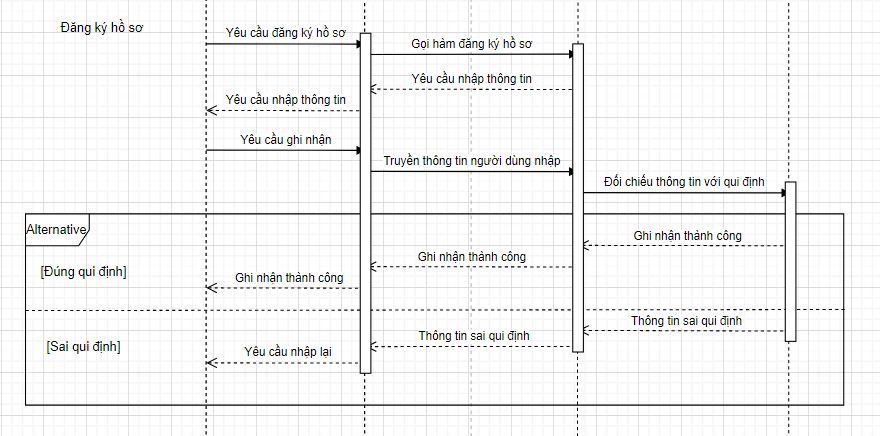 Đăng ký hồ sơ
Yêu cầu đăng ký hồ sơ
Gọi hàm đăng ký hồ sơ
Yêu cầu nhập thông tin
Yêu cầu nhập thông tin
Yêu cầu ghi nhận
Truyền thông tin người dùng nhập
Đối chiếu thông tin với qui định
Alternative
Ghi nhận thành công
Ghi nhận thành công
[Đúng qui định]
Ghi nhận thành công
Thông tin sai qui định
Thông tin sai qui định
[Sai qui định]
Yêu cầu nhập lại